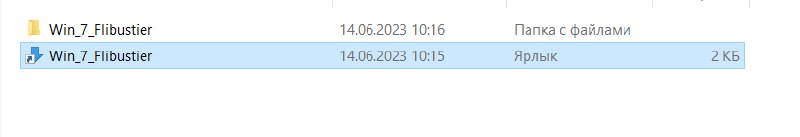 Win_7_Flibustier 14.06.2023 10:16 Папка с файлами
Win_7_Flibustier 14.06.2023 10:15 Ярлык 2 КБ